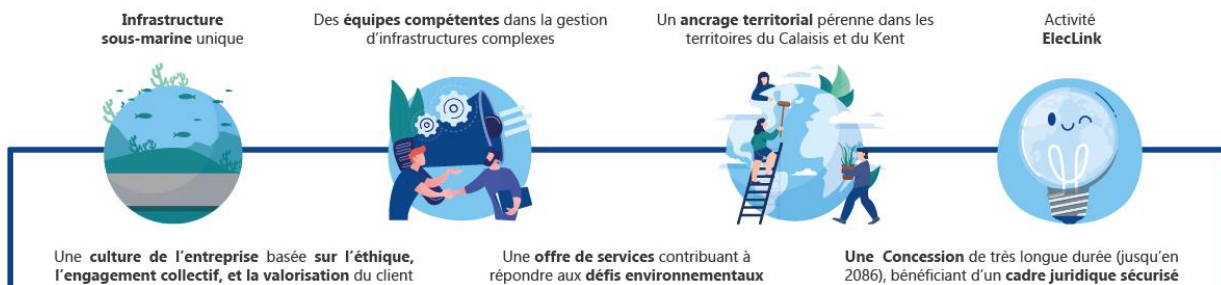 Infrastructure
sous-marine unique
Des équipes compétentes dans la gestion
d'infrastructures complexes
Un ancrage territorial pérenne dans les
territoires du Calaisis et du Kent
Activité
ElecLink
Une culture de l'entreprise basée sur l'éthique,
l'engagement collectif, et la valorisation du client
Une offre de services contribuant à
répondre aux défis environnementaux
Une Concession de très longue durée (jusqu'en
2086), bénéficiant d'un cadre juridique sécurisé